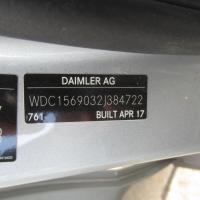 DAIMLER AG
WDC1569032J384722
761 BUILT APR 17